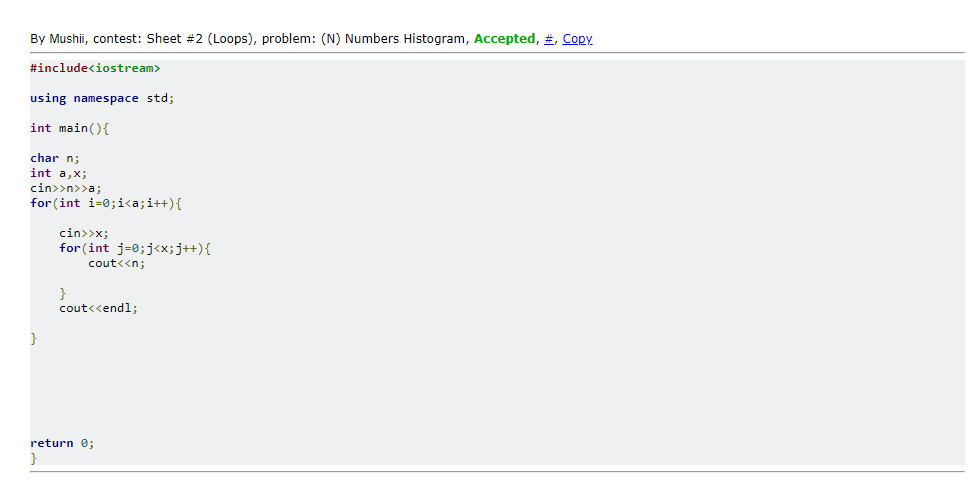 By Mushii, contest: Sheet #2 (Loops), problem: (N) Numbers Histogram, Accepted, #, Copy
#include<iostream>
using namespace std;
int main(){
char n;
int a,x;
cin>>n>>a;
for(int i=0;i<a;i++){
    cin>>x;
    for(int j=0;j<x;j++){
        cout<<n;
    }
    cout<<endl;
}
return 0;
}